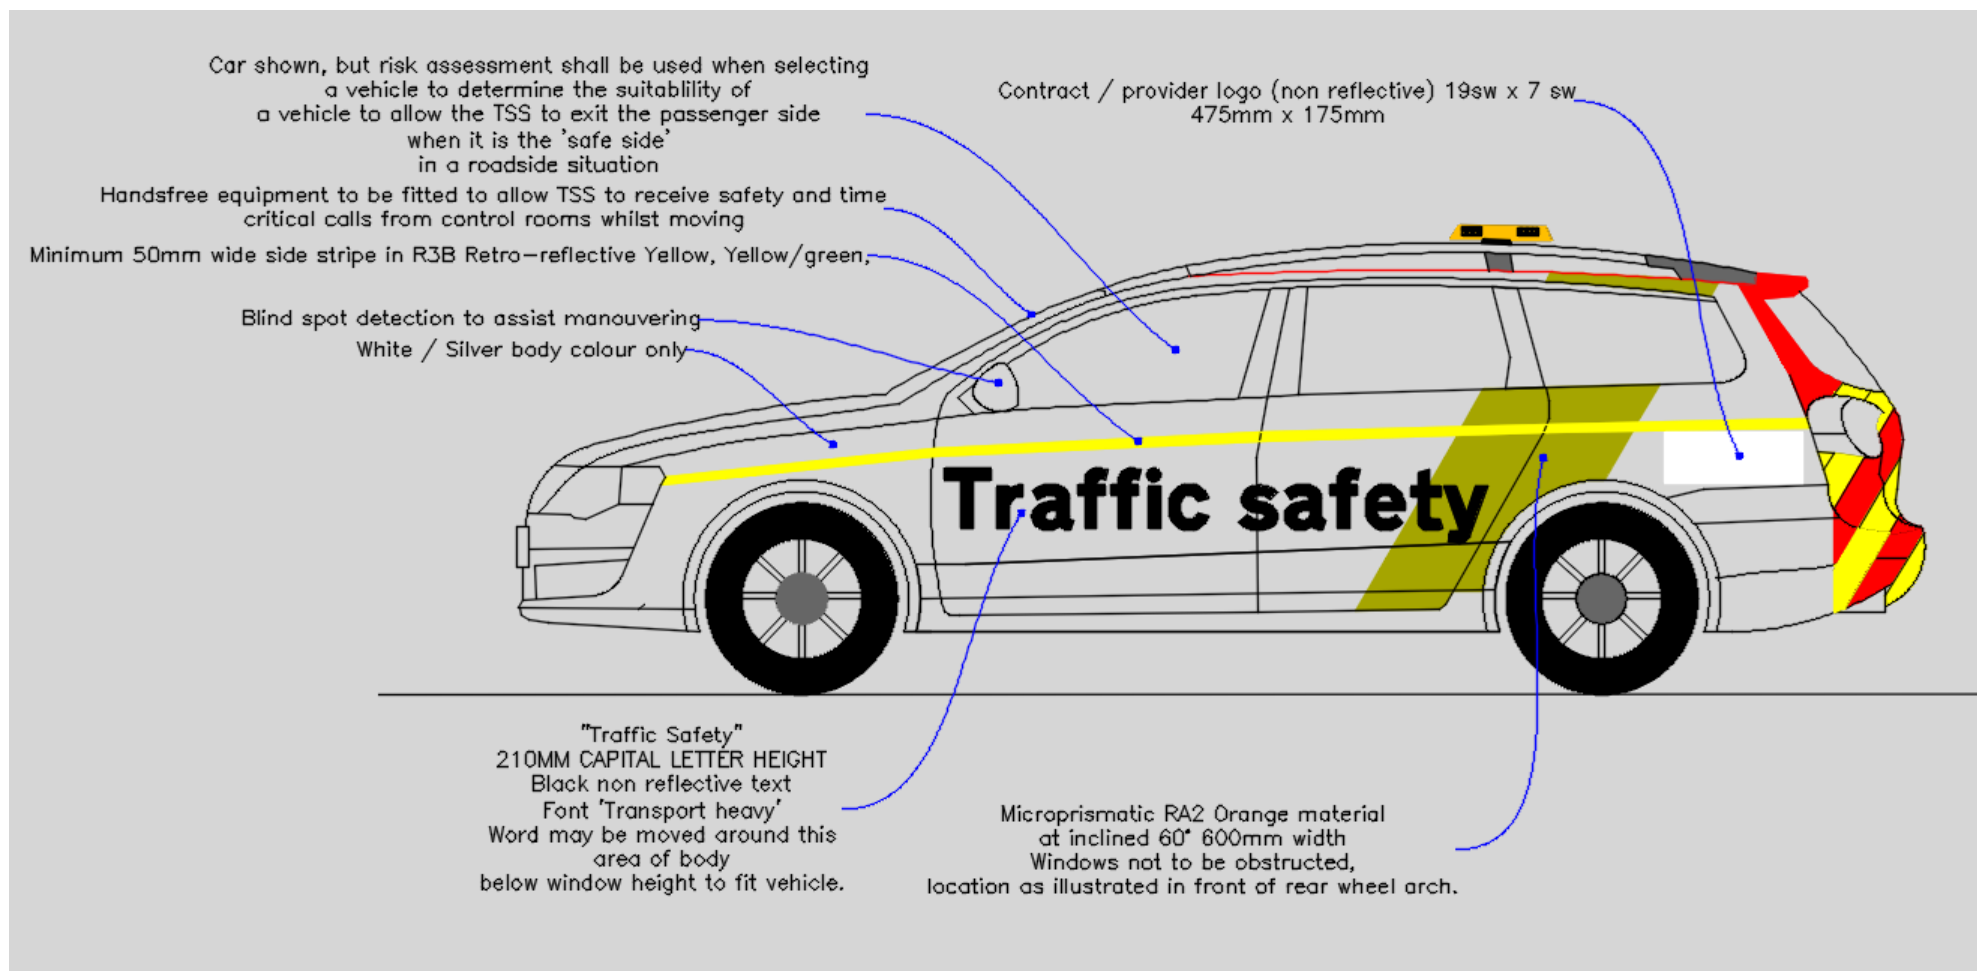 Car shown, but risk assessment shall be used when selecting
a vehicle to determine the suitablility of
a vehicle to allow the TSS to exit the passenger side
when it is the 'safe side'
in a roadside situation
Handsfree equipment to be fitted to allow TSS to receive safety and time
critical calls from control rooms whilst moving
Minimum 50mm wide side stripe in R3B Retro-reflective Yellow, Yellow/green,
Blind spot detection to assist manouvering
White / Silver body colour only
Contract / provider logo (non reflective) 19sw x 7 sw
475mm x 175mm
Traffic safety
"Traffic Safety"
210MM CAPITAL LETTER HEIGHT
Black non reflective text
Font 'Transport heavy'
Word may be moved around this
area of body
below window height to fit vehicle.
Microprismatic RA2 Orange material
at inclined 60° 600mm width
Windows not to be obstructed,
location as illustrated in front of rear wheel arch.